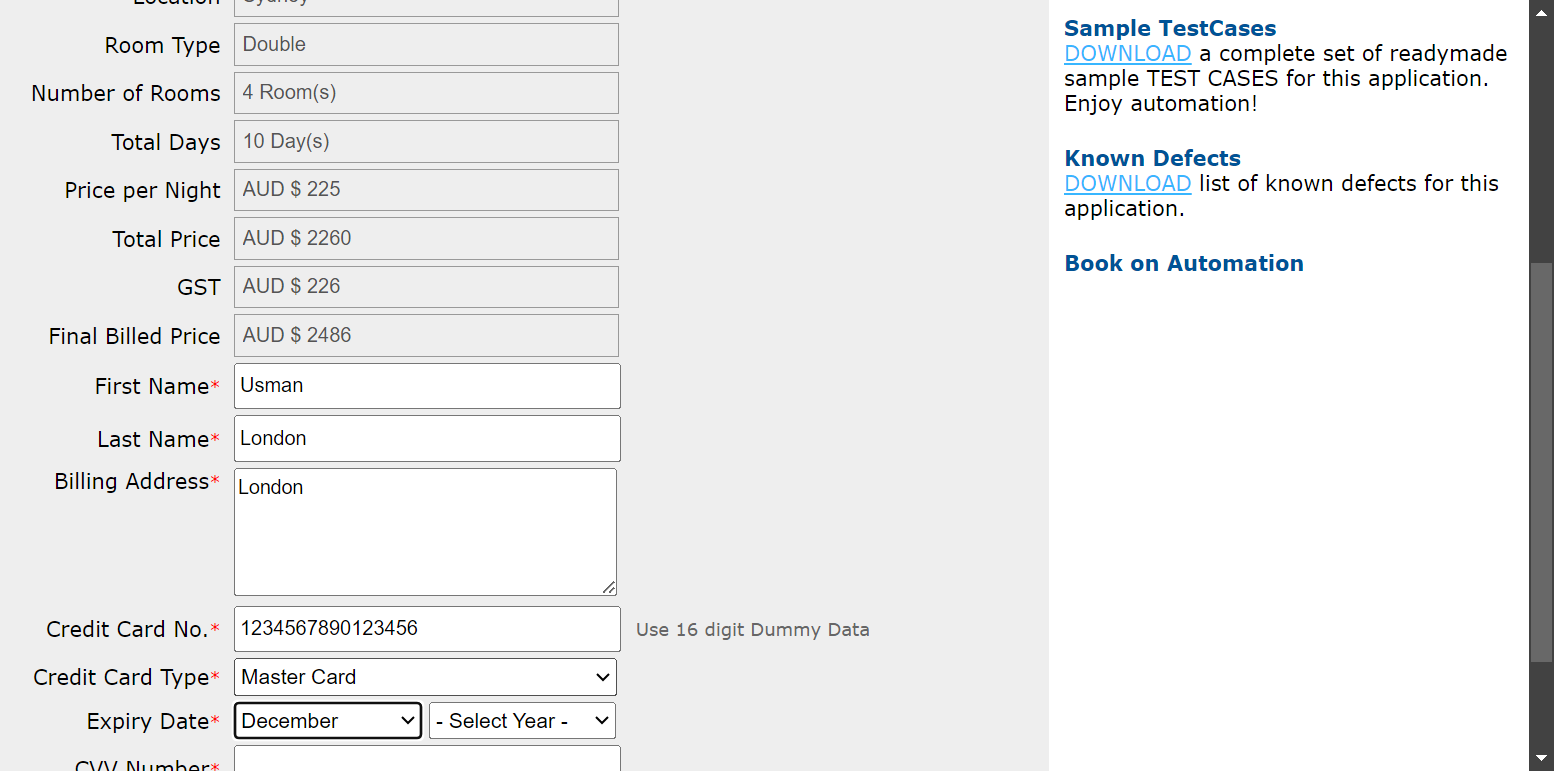 Location Sydney
Room Type Double
Number of Rooms 4 Room(s)
Total Days 10 Day(s)
Price per Night AUD $ 225
Total Price AUD $ 2260
GST AUD $ 226
Final Billed Price AUD $ 2486
First Name* Usman
Last Name* London
Billing Address* London
Credit Card No.* 1234567890123456 Use 16 digit Dummy Data
Credit Card Type* Master Card
Expiry Date* December - Select Year -
CVV Number*
Sample TestCases
DOWNLOAD a complete set of readymade
sample TEST CASES for this application.
Enjoy automation!
Known Defects
DOWNLOAD list of known defects for this
application.
Book on Automation